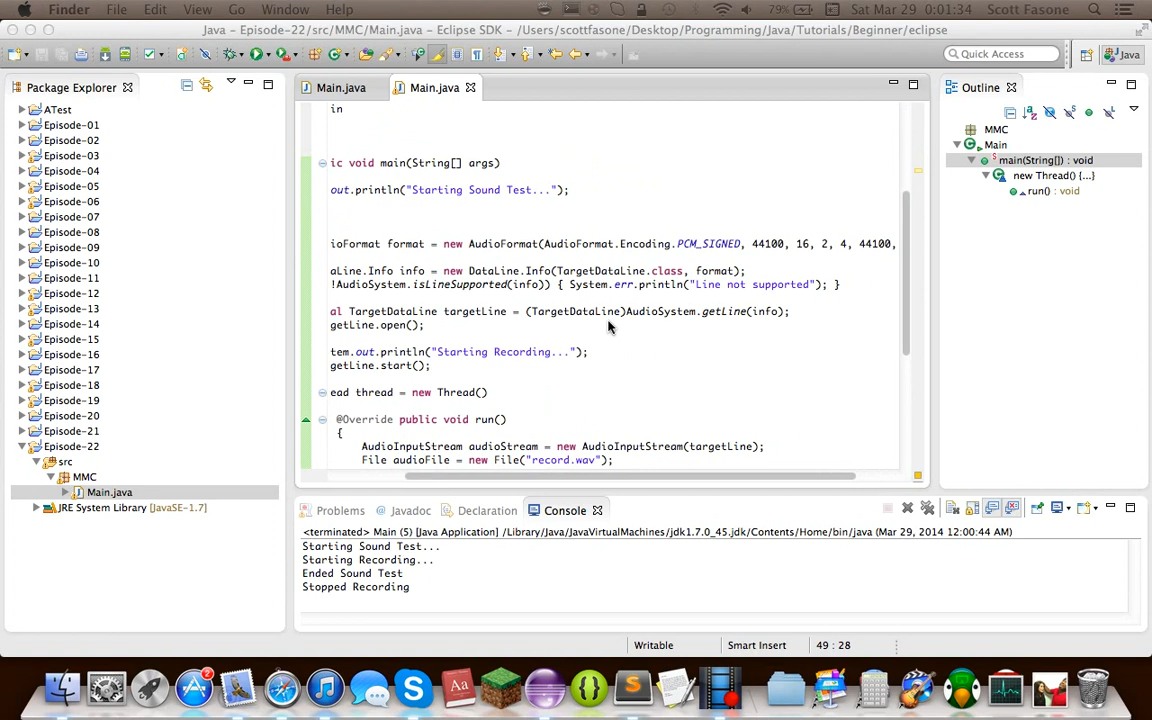 Finder File Edit View Go Window Help 79% Sat Mar 29 0:01:34 Scott Fasone
Java – Episode-22/src/MMC/Main.java – Eclipse SDK – /Users/scottfasone/Desktop/Programming/Java/Tutorials/Beginner/eclipse
Quick Access Java
Package Explorer
Main.java Main.java
Outline
ATest
Episode-01
Episode-02
Episode-03
Episode-04
Episode-05
Episode-06
Episode-07
Episode-08
Episode-09
Episode-10
Episode-11
Episode-12
Episode-13
Episode-14
Episode-15
Episode-16
Episode-17
Episode-18
Episode-19
Episode-20
Episode-21
Episode-22
src
MMC
Main.java
JRE System Library [JavaSE-1.7]
in
ic void main(String[] args)
out.println("Starting Sound Test...");
ioFormat format = new AudioFormat(AudioFormat.Encoding.PCM_SIGNED, 44100, 16, 2, 4, 44100,
aLine.Info info = new DataLine.Info(TargetDataLine.class, format);
!AudioSystem.isLineSupported(info)) { System.err.println("Line not supported"); }
al TargetDataLine targetLine = (TargetDataLine)AudioSystem.getLine(info);
getLine.open();
tem.out.println("Starting Recording...");
getLine.start();
ead thread = new Thread()
@Override public void run()
{
AudioInputStream audioStream = new AudioInputStream(targetLine);
File audioFile = new File("record.wav");
MMC
Main
main(String[]) : void
new Thread() {...}
run() : void
Problems Javadoc Declaration Console
<terminated> Main (5) [Java Application] /Library/Java/JavaVirtualMachines/jdk1.7.0_45.jdk/Contents/Home/bin/java (Mar 29, 2014 12:00:44 AM)
Starting Sound Test...
Starting Recording...
Ended Sound Test
Stopped Recording
Writable Smart Insert 49 : 28
2
Aa
{}
S